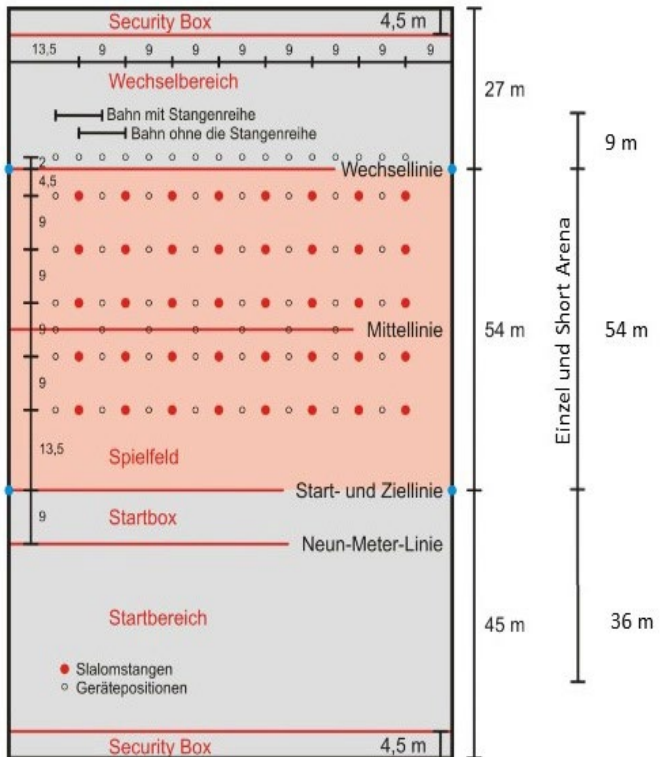 Security Box 4,5 m
13,5 9 9 9 9 9 9 9 9
Wechselbereich
27 m
Bahn mit Stangenreihe
Bahn ohne die Stangenreihe
9 m
2
Wechsellinie
4,5
9
9
Einzel und Short Arena
9 Mittellinie 54 m 54 m
9
13,5
Spielfeld
Start- und Ziellinie
9 Startbox
Neun-Meter-Linie
Startbereich 45 m 36 m
Slalomstangen
Gerätepositionen
Security Box 4,5 m